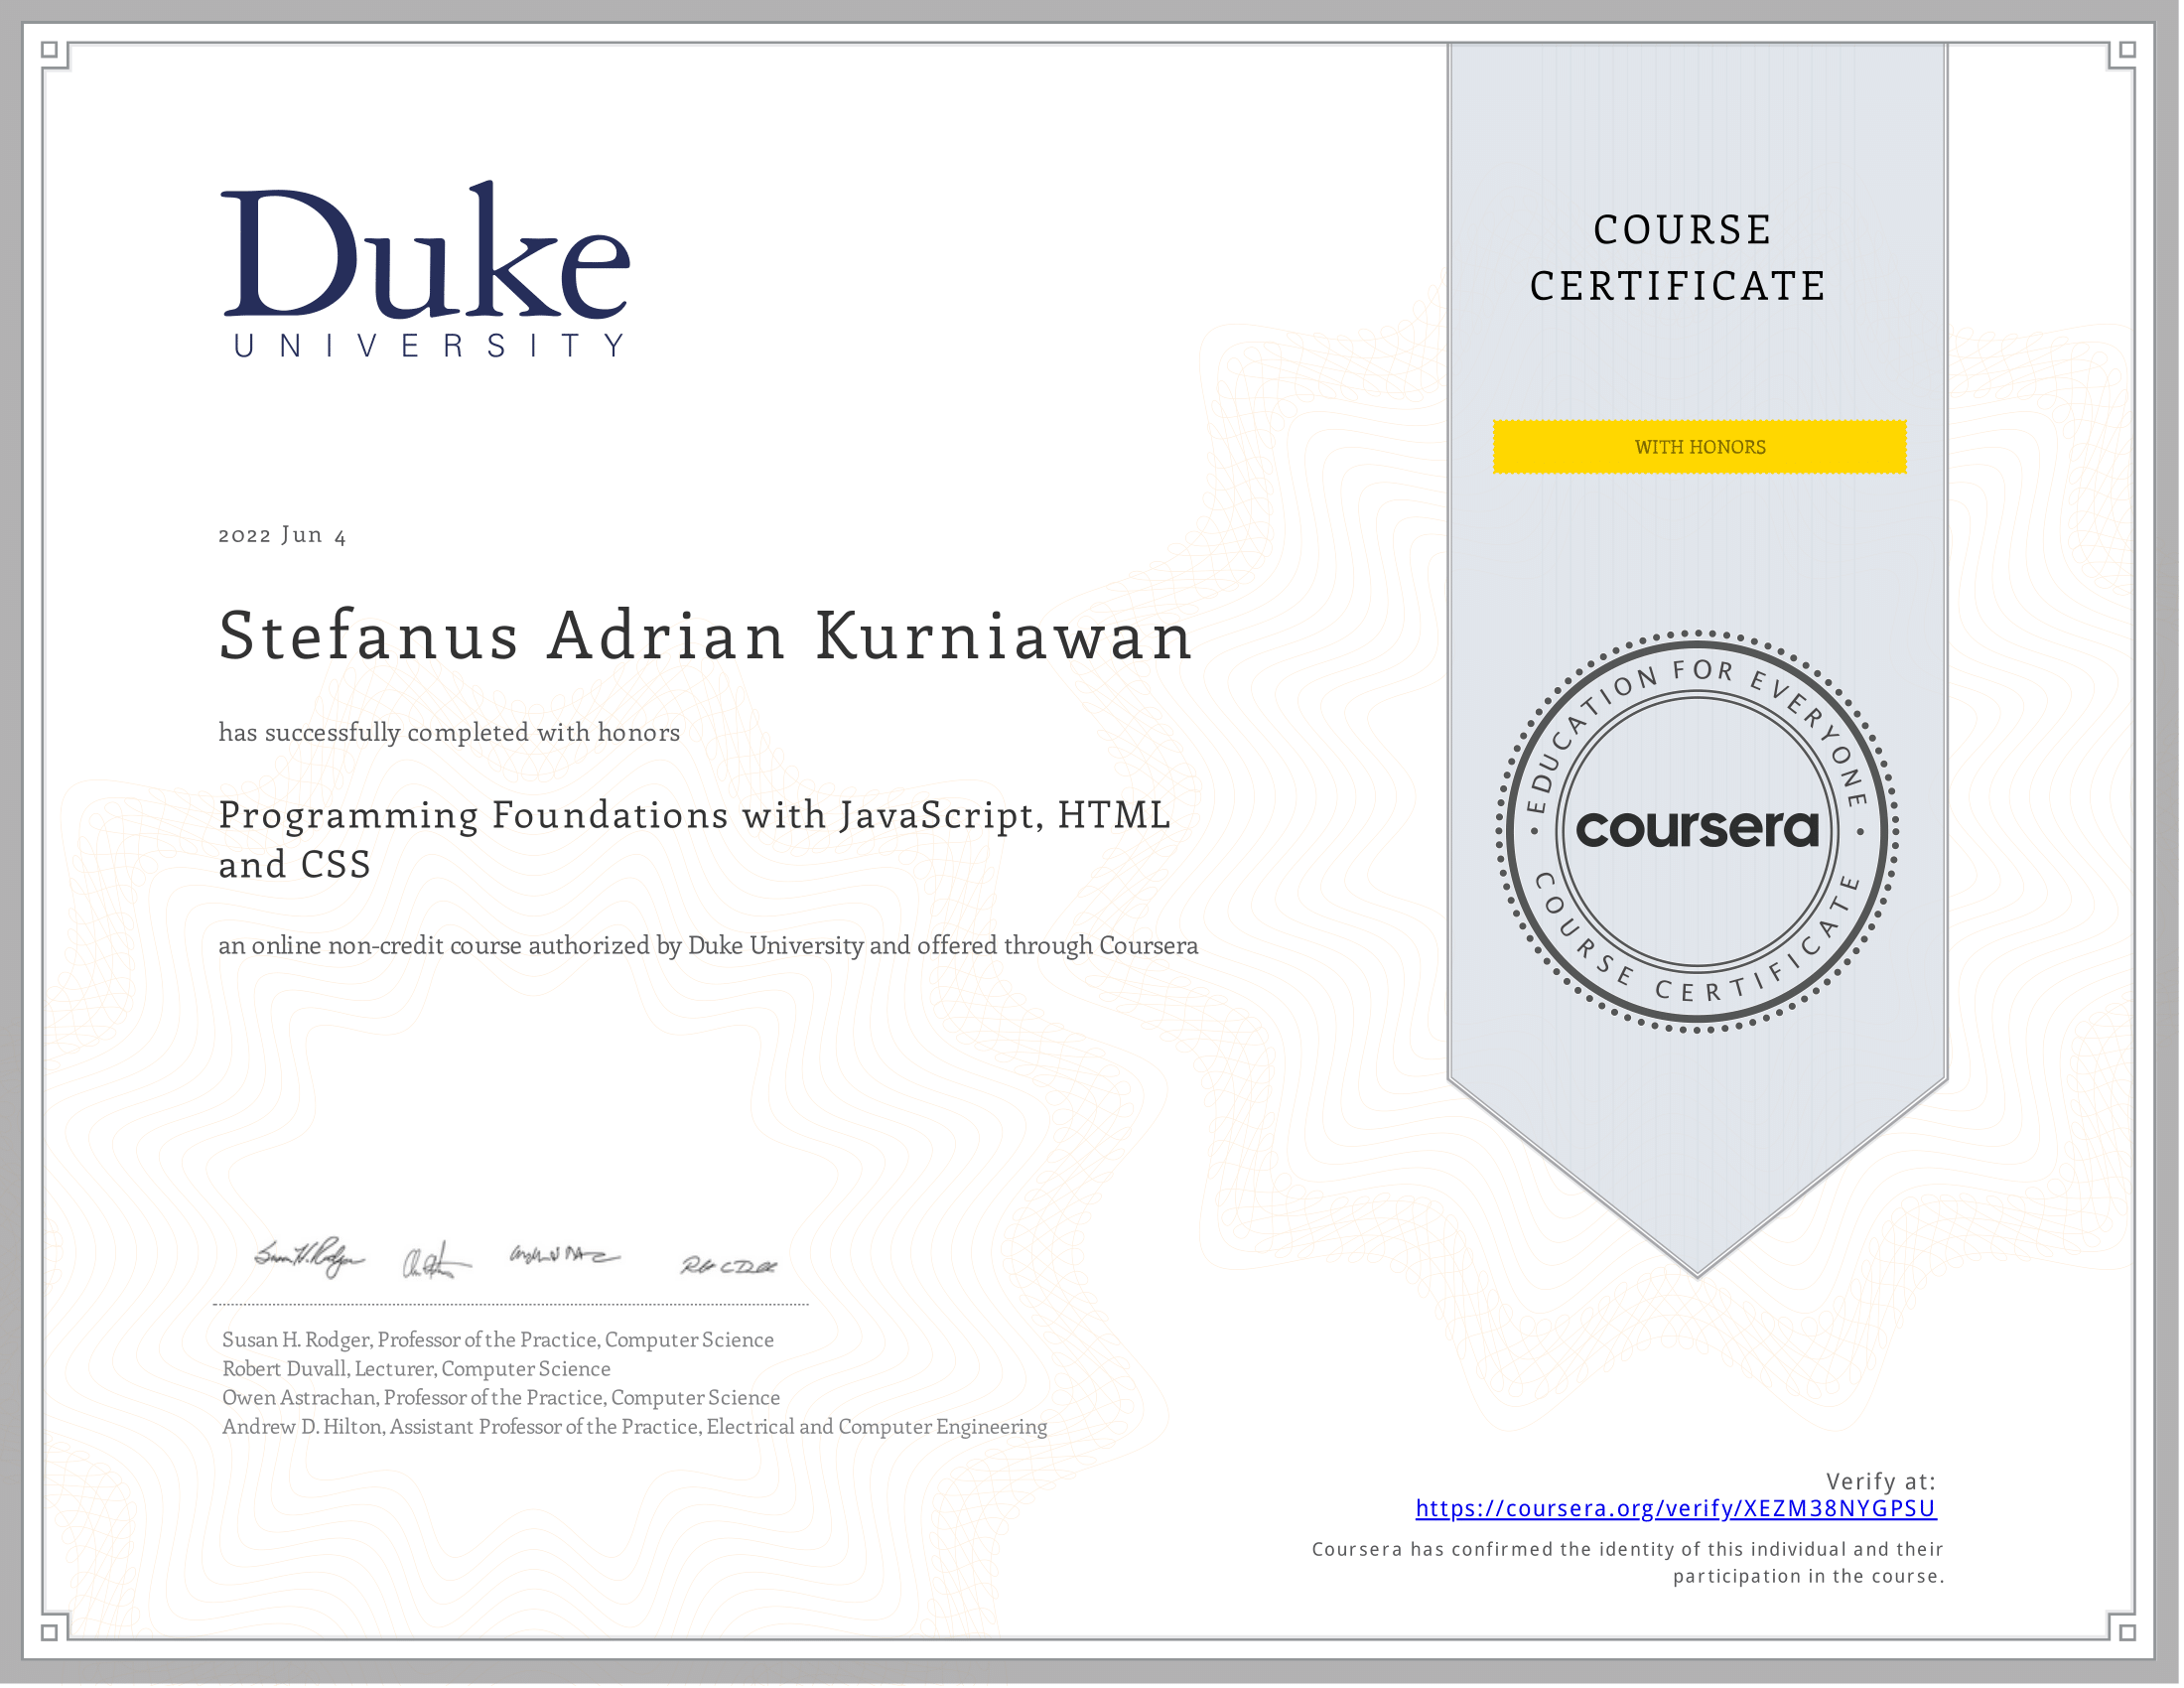 Duke
UNIVERSITY
COURSE
CERTIFICATE
WITH HONORS
2022 Jun 4
Stefanus Adrian Kurniawan
has successfully completed with honors
Programming Foundations with JavaScript, HTML
and CSS
an online non-credit course authorized by Duke University and offered through Coursera
EDUCATION FOR EVERYONE
coursera
COURSE CERTIFICATE
Susan H. Rodger, Professor of the Practice, Computer Science
Robert Duvall, Lecturer, Computer Science
Owen Astrachan, Professor of the Practice, Computer Science
Andrew D. Hilton, Assistant Professor of the Practice, Electrical and Computer Engineering
Verify at:
https://coursera.org/verify/XEZM38NYGPSU
Coursera has confirmed the identity of this individual and their
participation in the course.